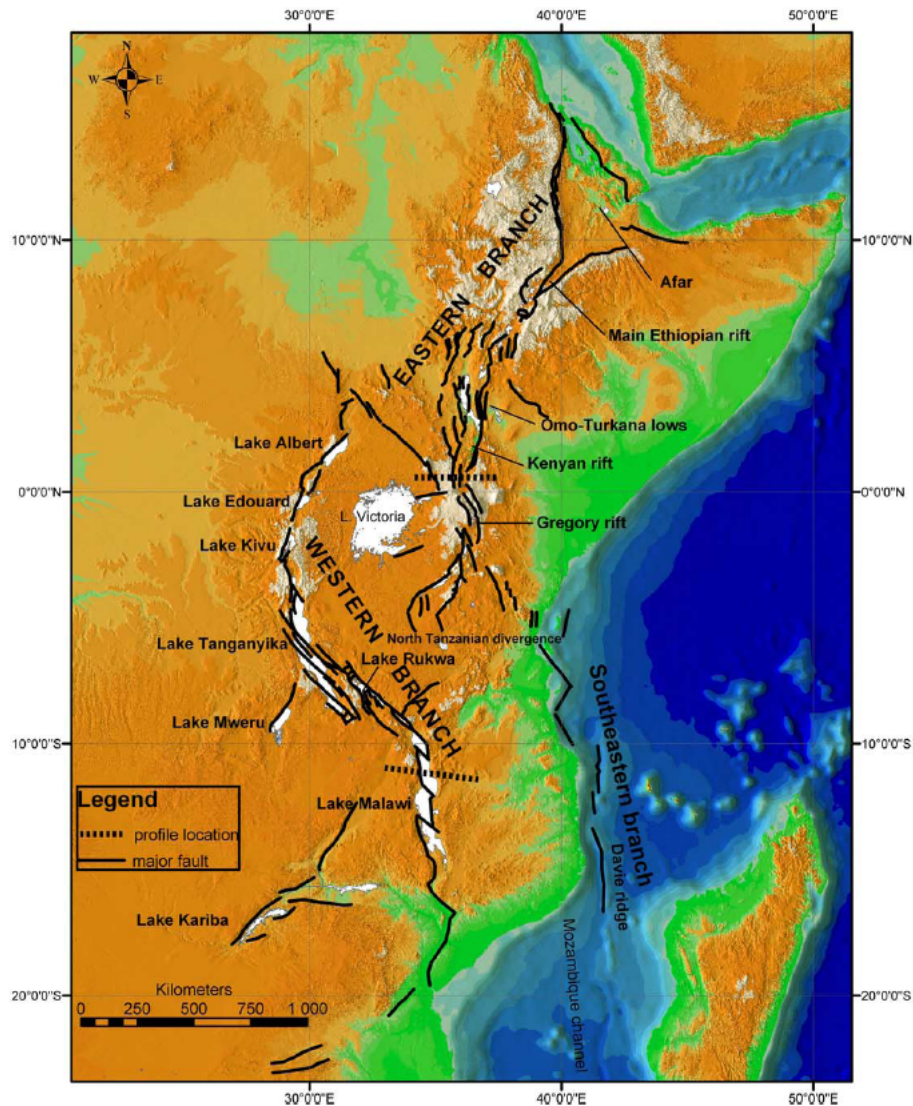 30°0'0"E 40°0'0"E 50°0'0"E
N
W E
S
10°0'0"N 10°0'0"N
EASTERN BRANCH
Afar
Main Ethiopian rift
Omo-Turkana lows
Lake Albert
Kenyan rift
0°0'0"N 0°0'0"N
Lake Edouard
L. Victoria
Gregory rift
Lake Kivu
WESTERN BRANCH
North Tanzanian divergence
Lake Tanganyika
Lake Rukwa
Lake Mweru
10°0'0"S 10°0'0"S
Southeastern branch
Davie ridge
Legend
profile location
major fault
Lake Malawi
Lake Kariba
Mozambique channel
Kilometers
0 250 500 1 000
20°0'0"S 20°0'0"S
30°0'0"E 40°0'0"E 50°0'0"E